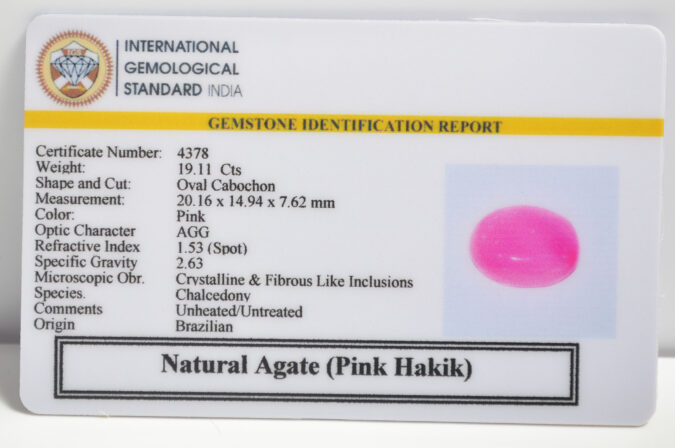 IGS
INTERNATIONAL
GEMOLOGICAL
STANDARD INDIA
GEMSTONE IDENTIFICATION REPORT
Certificate Number: 4378
Weight: 19.11 Cts
Shape and Cut: Oval Cabochon
Measurement: 20.16 x 14.94 x 7.62 mm
Color: Pink
Optic Character AGG
Refractive Index 1.53 (Spot)
Specific Gravity 2.63
Microscopic Obr. Crystalline & Fibrous Like Inclusions
Species. Chalcedony
Comments Unheated/Untreated
Origin Brazilian
Natural Agate (Pink Hakik)